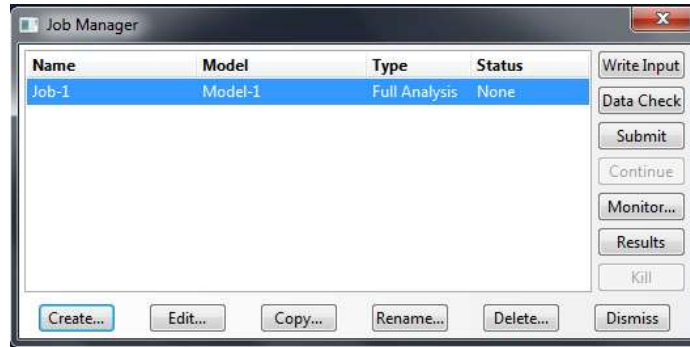 Job Manager
Name Model Type Status
Job-1 Model-1 Full Analysis None
Write Input
Data Check
Submit
Continue
Monitor...
Results
Kill
Create... Edit... Copy... Rename... Delete... Dismiss